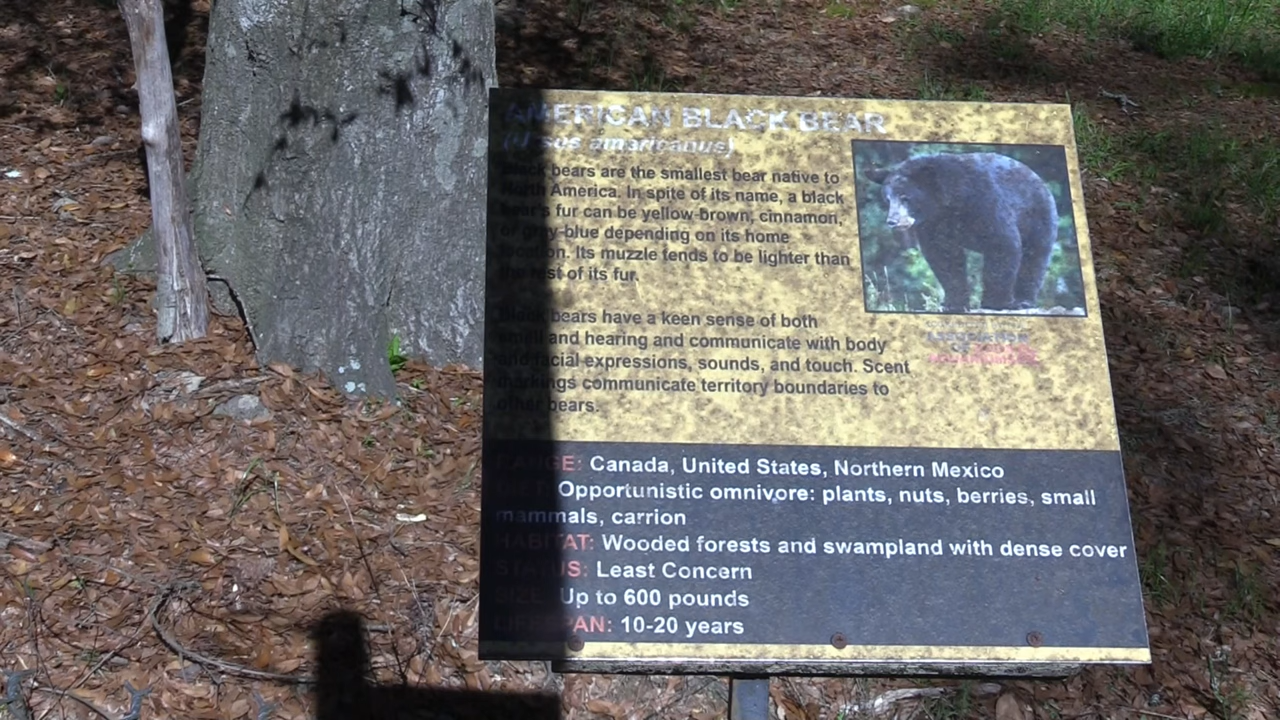 AMERICAN BLACK BEAR
(Ursus americanus)
Black bears are the smallest bear native to
North America. In spite of its name, a black
bear's fur can be yellow-brown, cinnamon,
or gray-blue depending on its home
location. Its muzzle tends to be lighter than
the rest of its fur.
Black bears have a keen sense of both
smell and hearing and communicate with body
and facial expressions, sounds, and touch. Scent
markings communicate territory boundaries to
other bears.
RANGE: Canada, United States, Northern Mexico
DIET: Opportunistic omnivore: plants, nuts, berries, small
mammals, carrion
HABITAT: Wooded forests and swampland with dense cover
STATUS: Least Concern
SIZE: Up to 600 pounds
LIFESPAN: 10-20 years